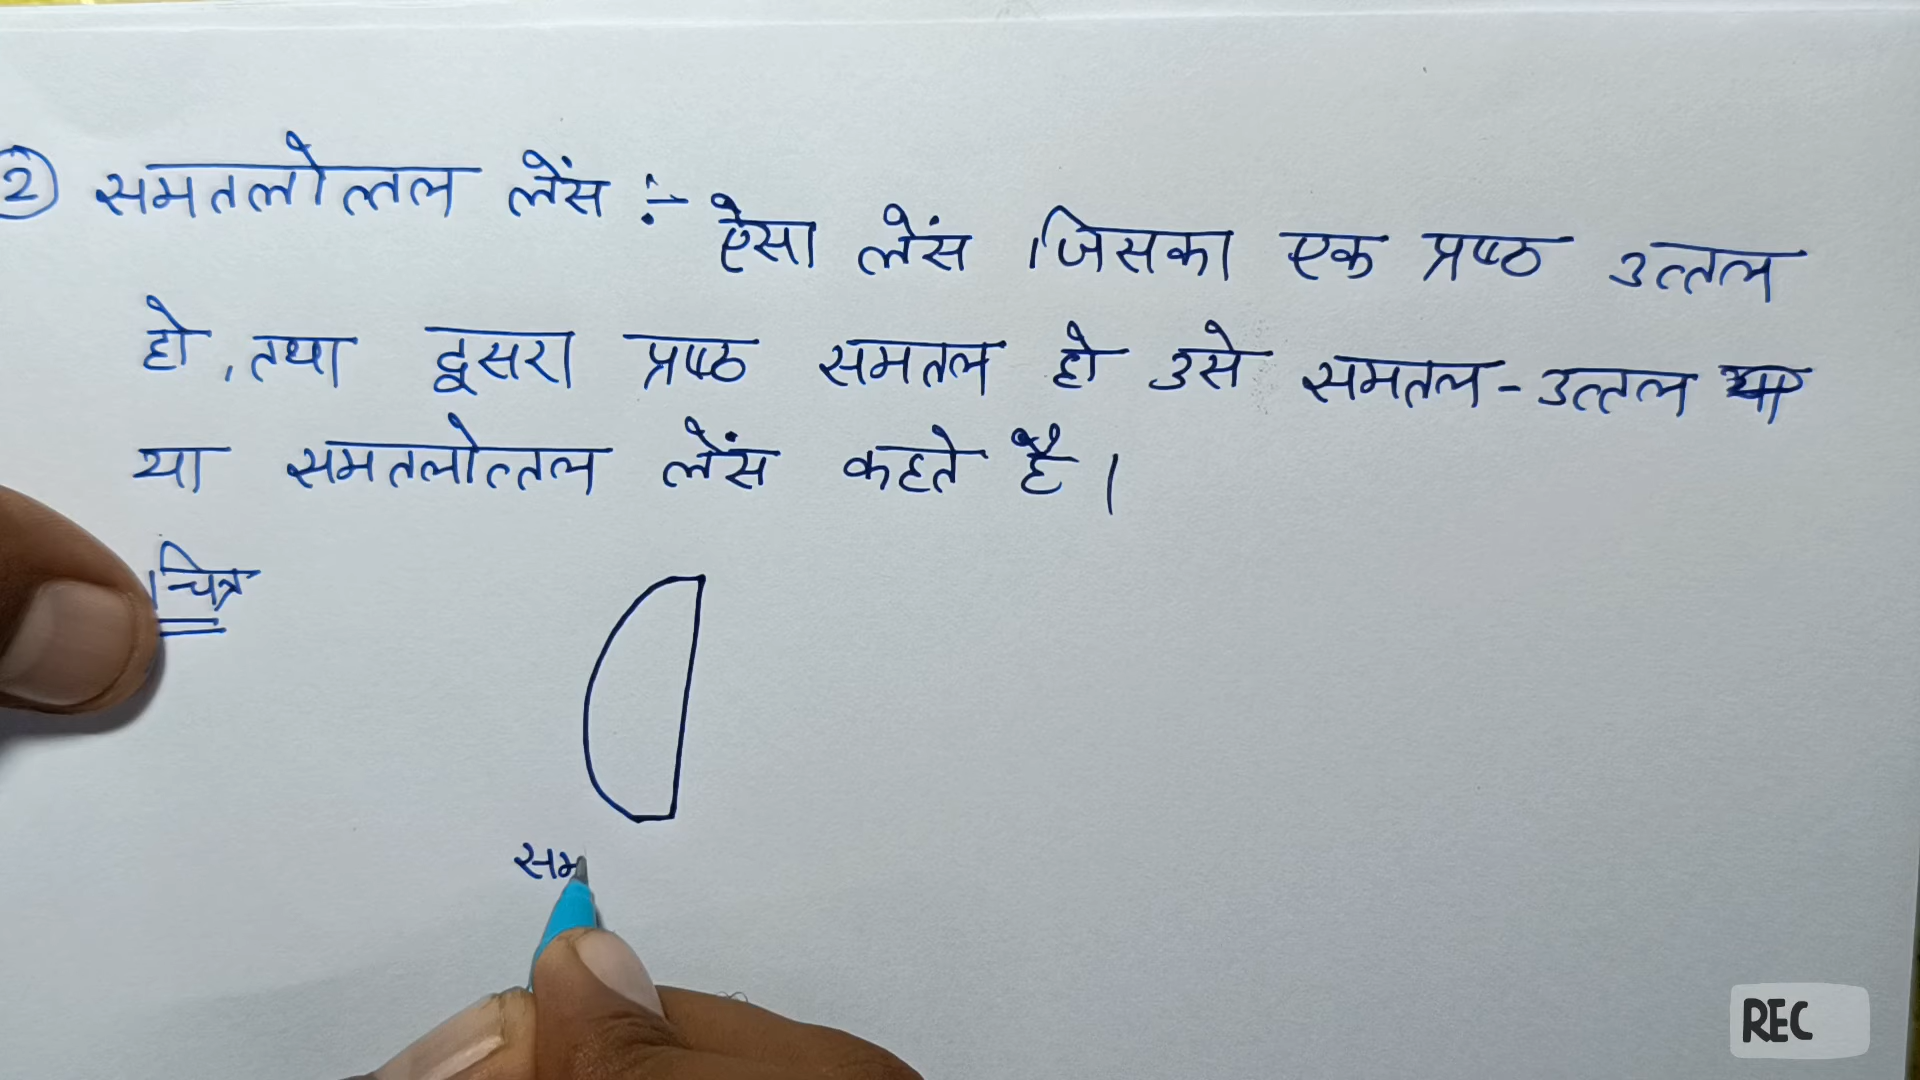 2 समतलोत्तल लेंस :- ऐसा लेंस जिसका एक प्रष्ठ उत्तल
हो, तथा दूसरा प्रष्ठ समतल हो उसे समतल-उत्तल या
या समतलोत्तल लेंस कहते है।
चित्र
सम
REC